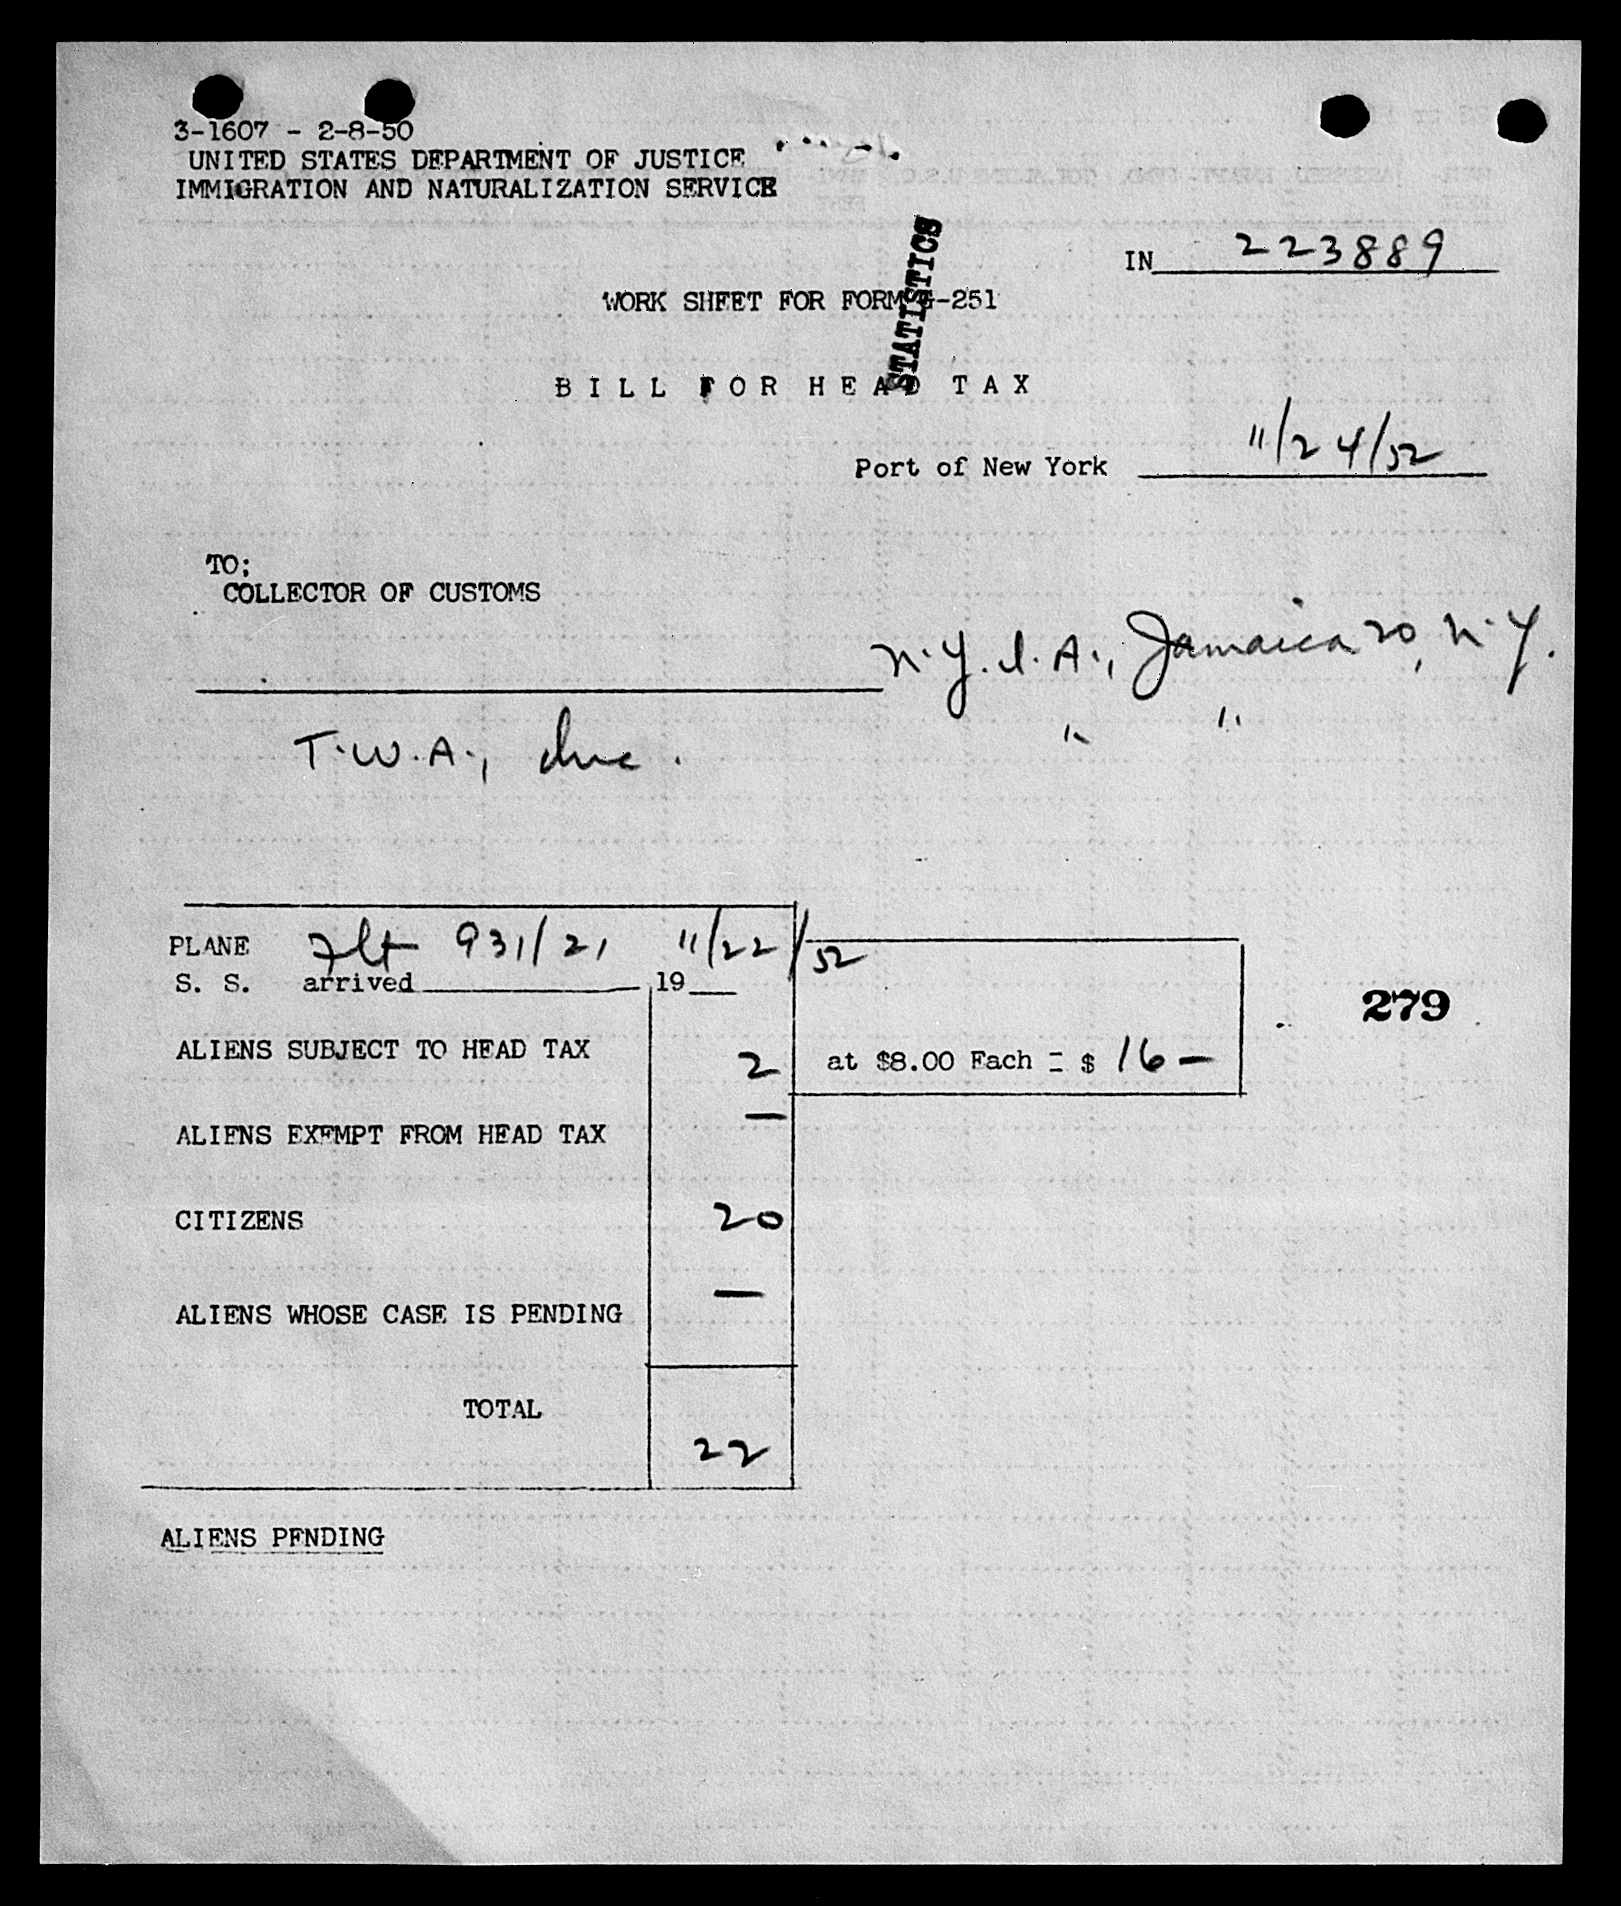 3-1607 - 2-8-50
UNITED STATES DEPARTMENT OF JUSTICE
IMMIGRATION AND NATURALIZATION SERVICE
STATISTICS
IN 223889
WORK SHEET FOR FORM G-251
BILL FOR HEAD TAX
Port of New York 11/24/52
TO;
COLLECTOR OF CUSTOMS
N.Y.I.A., Jamaica 20, N.Y.
T.W.A., Inc. " "
PLANE Flt 931/21 11/22/52
S. S. arrived 19
279
ALIENS SUBJECT TO HEAD TAX 2 at $8.00 Each = $ 16 —
ALIENS EXEMPT FROM HEAD TAX —
CITIZENS 20
ALIENS WHOSE CASE IS PENDING —
TOTAL
22
ALIENS PENDING